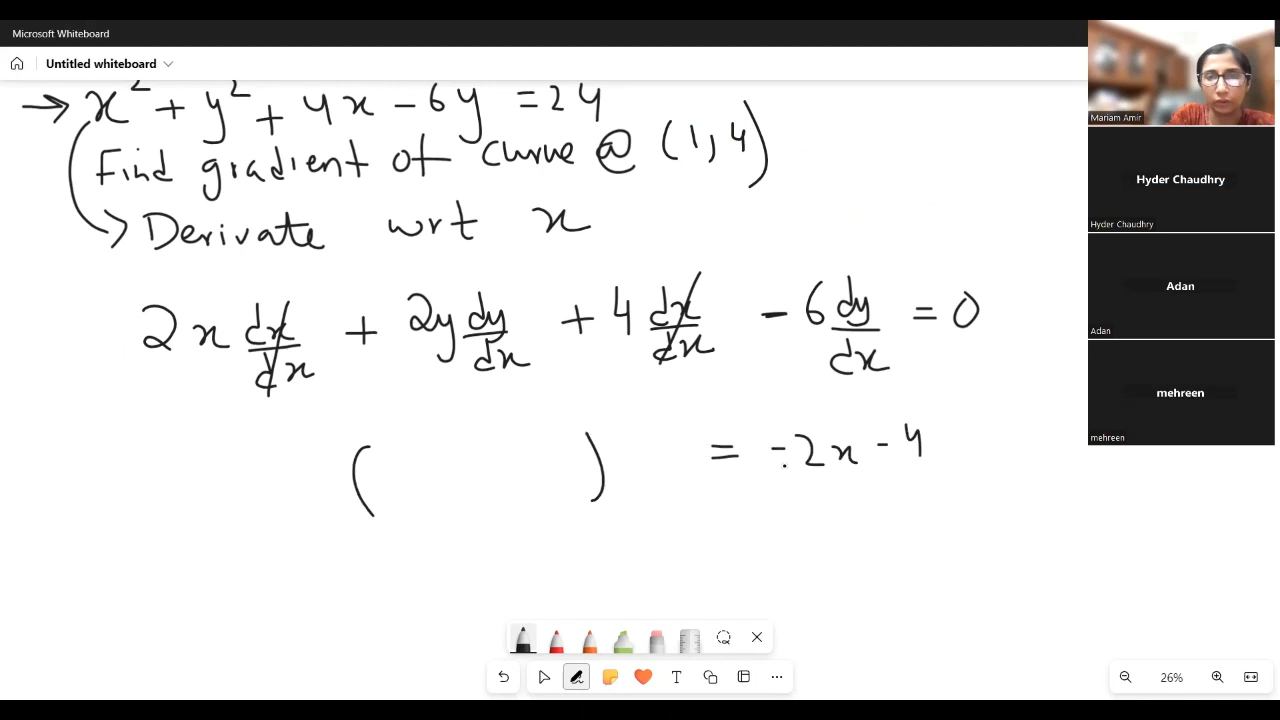 Microsoft Whiteboard
Untitled whiteboard
→ x² + y² + 4x - 6y = 24
Find gradient of curve @ (1, 4)
Derivate wrt x
2x dx/dx + 2y dy/dx + 4 dx/dx - 6 dy/dx = 0
( ) = -2x - 4
Mariam Amir
Hyder Chaudhry
Hyder Chaudhry
Adan
Adan
mehreen
mehreen
T
26%